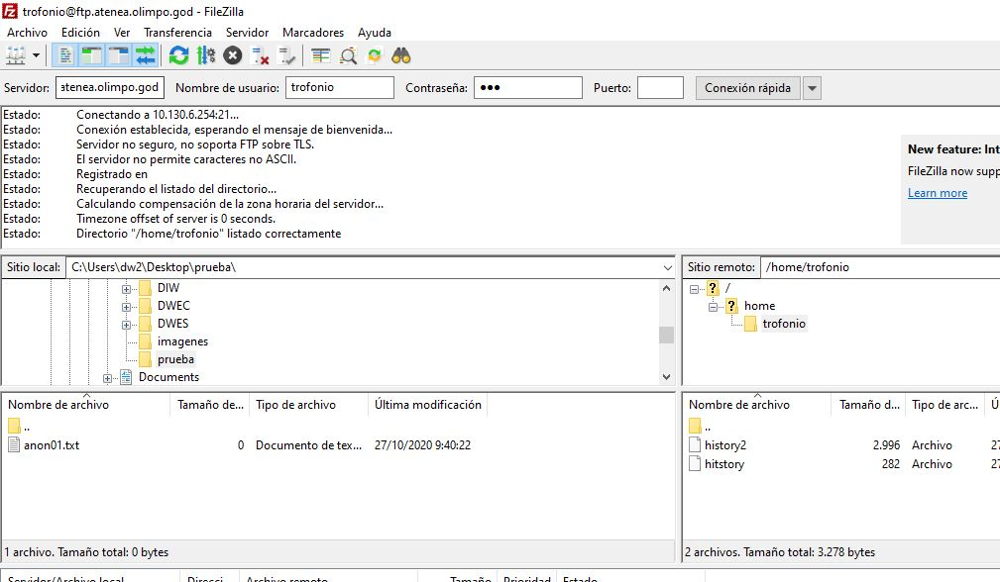 trofonio@ftp.atenea.olimpo.god - FileZilla
Archivo Edición Ver Transferencia Servidor Marcadores Ayuda
Servidor: atenea.olimpo.god Nombre de usuario: trofonio Contraseña: ●●● Puerto: Conexión rápida
Estado: Conectando a 10.130.6.254:21...
Estado: Conexión establecida, esperando el mensaje de bienvenida...
Estado: Servidor no seguro, no soporta FTP sobre TLS.
Estado: El servidor no permite caracteres no ASCII.
Estado: Registrado en
Estado: Recuperando el listado del directorio...
Estado: Calculando compensación de la zona horaria del servidor...
Estado: Timezone offset of server is 0 seconds.
Estado: Directorio "/home/trofonio" listado correctamente
New feature: Int
FileZilla now supp
Learn more
Sitio local: C:\Users\dw2\Desktop\prueba\
DIW
DWEC
DWES
imagenes
prueba
Documents
Sitio remoto: /home/trofonio
? /
? home
trofonio
Nombre de archivo Tamaño de... Tipo de archivo Última modificación
..
anon01.txt 0 Documento de tex... 27/10/2020 9:40:22
1 archivo. Tamaño total: 0 bytes
Nombre de archivo Tamaño d... Tipo de arc... Ú
..
history2 2.996 Archivo 27
hitstory 282 Archivo 27
2 archivos. Tamaño total: 3.278 bytes
Servidor/Archivo local Direcci... Archivo remoto Tamaño Prioridad Estado